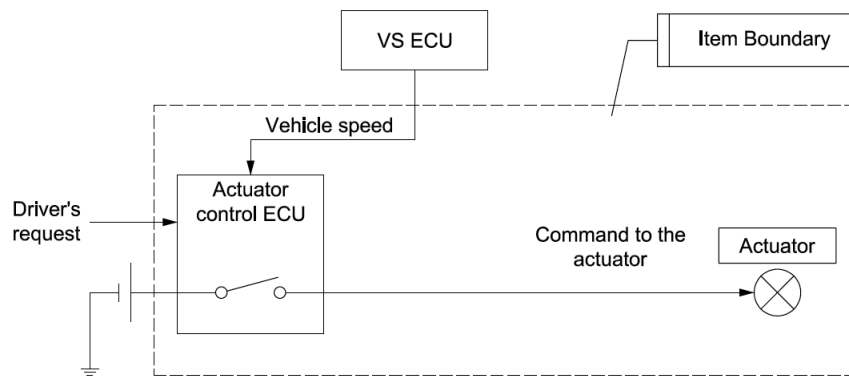 VS ECU
Item Boundary
Vehicle speed
Actuator
control ECU
Driver's
request
Command to the
actuator
Actuator